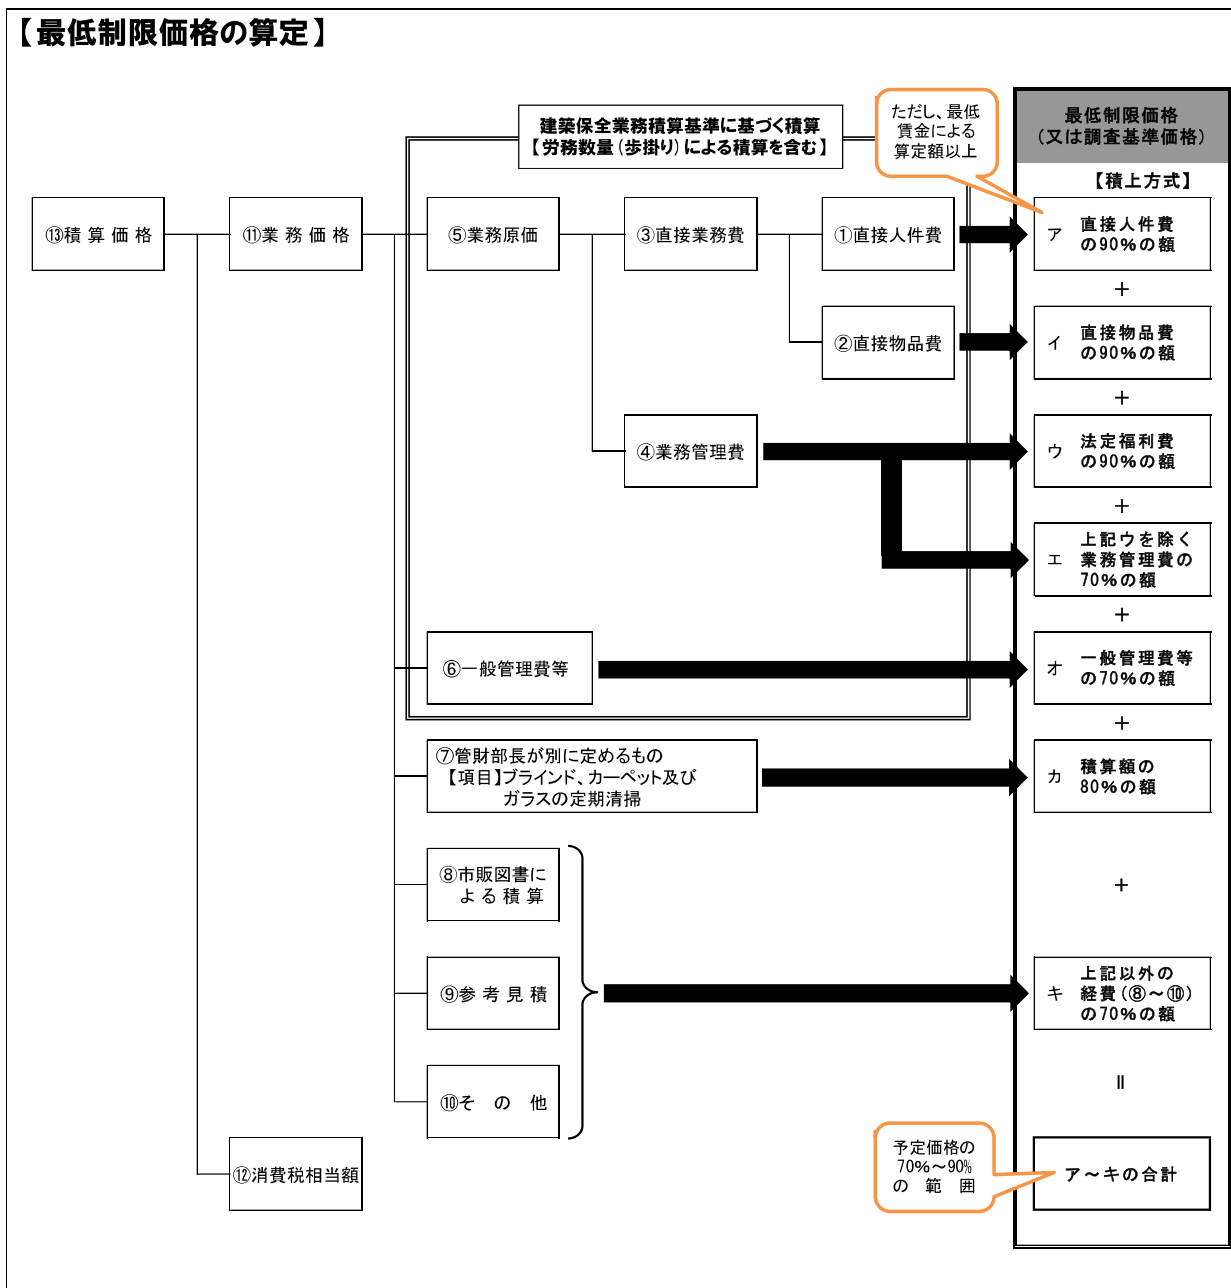 【最低制限価格の算定】
建築保全業務積算基準に基づく積算
【労務数量(歩掛り)による積算を含む】
ただし、最低
賃金による
算定額以上
最低制限価格
(又は調査基準価格)
【積上方式】
⑬積算価格
⑪業務価格
⑤業務原価
③直接業務費
①直接人件費
ア 直接人件費
の90%の額
+
②直接物品費
イ 直接物品費
の90%の額
+
④業務管理費
ウ 法定福利費
の90%の額
+
エ 上記ウを除く
業務管理費の
70%の額
+
⑥一般管理費等
オ 一般管理費等
の70%の額
+
⑦管財部長が別に定めるもの
【項目】ブラインド、カーペット及び
ガラスの定期清掃
カ 積算額の
80%の額
+
⑧市販図書に
よる積算
⑨参考見積
キ 上記以外の
経費(⑧~⑩)
の70%の額
=
⑩その他
⑫消費税相当額
予定価格の
70%~90%
の範囲
ア~キの合計